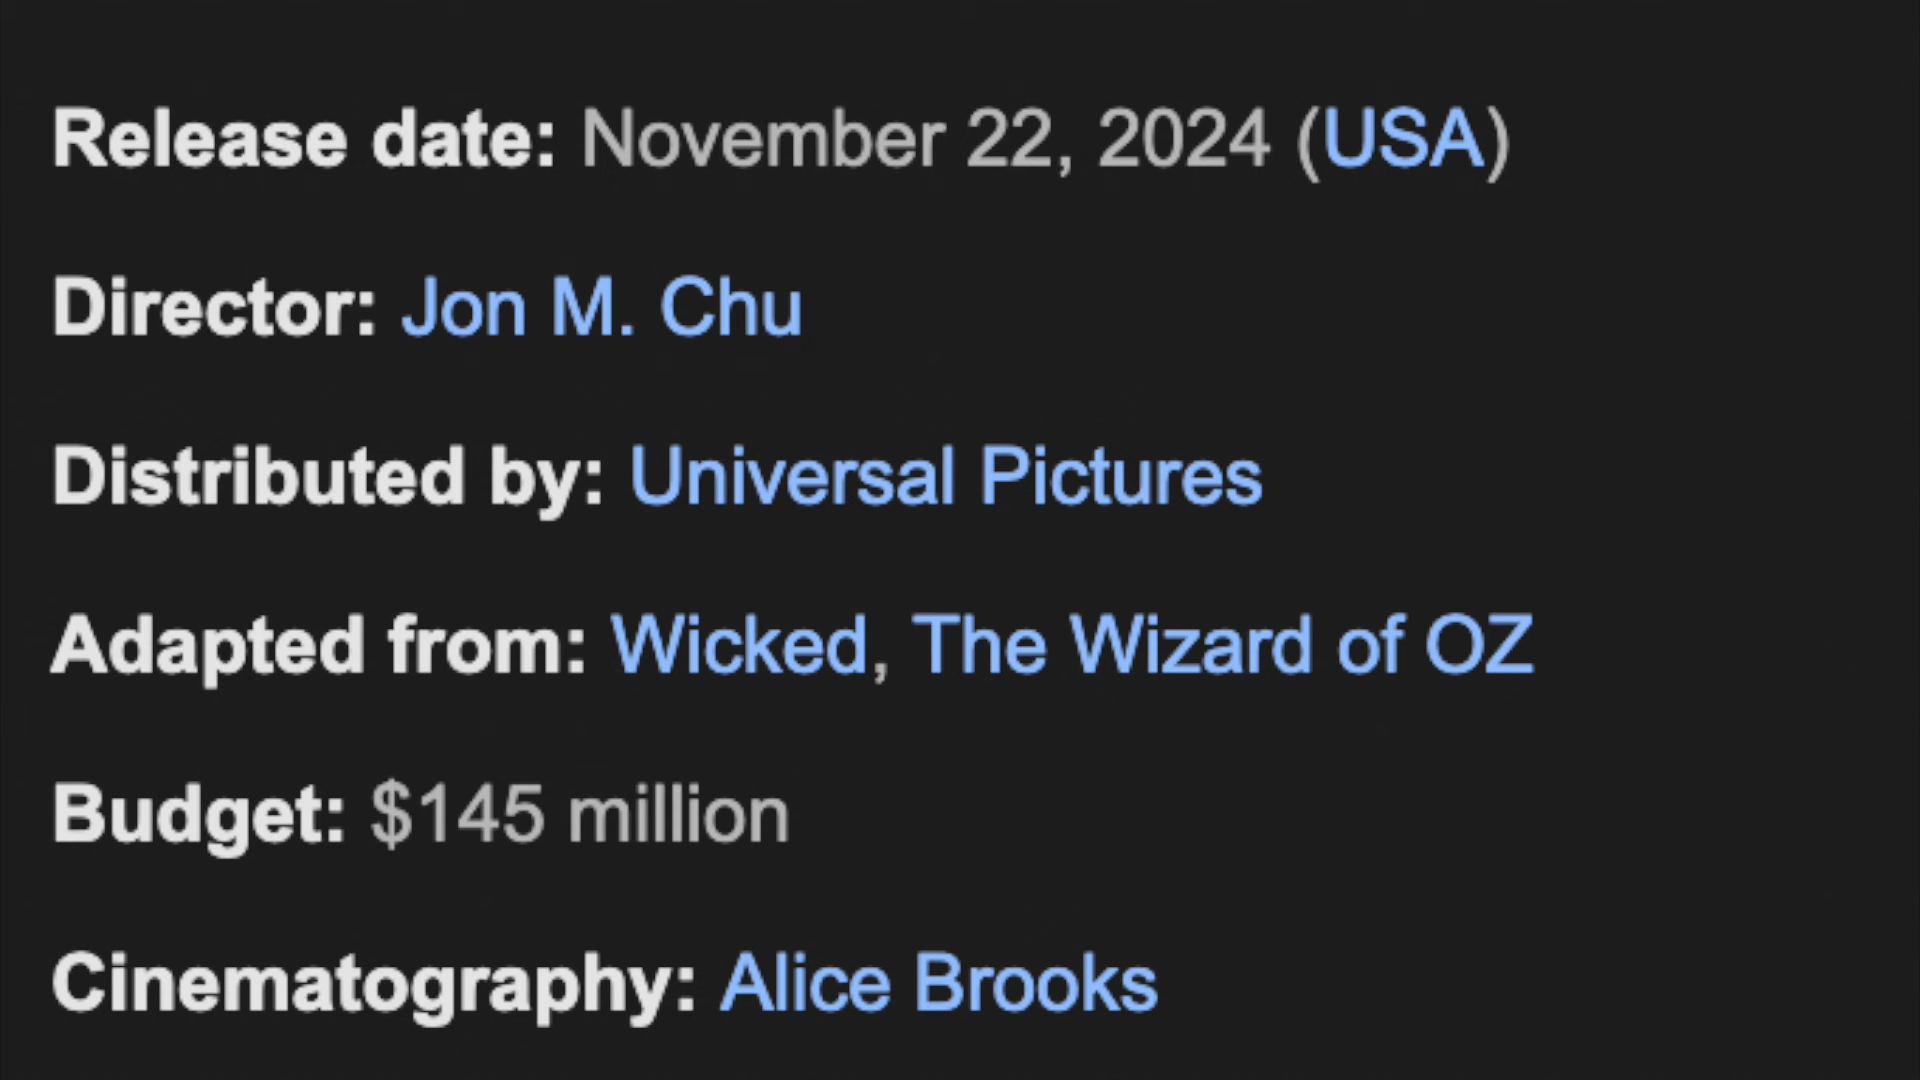 Release date: November 22, 2024 (USA)
Director: Jon M. Chu
Distributed by: Universal Pictures
Adapted from: Wicked, The Wizard of OZ
Budget: $145 million
Cinematography: Alice Brooks